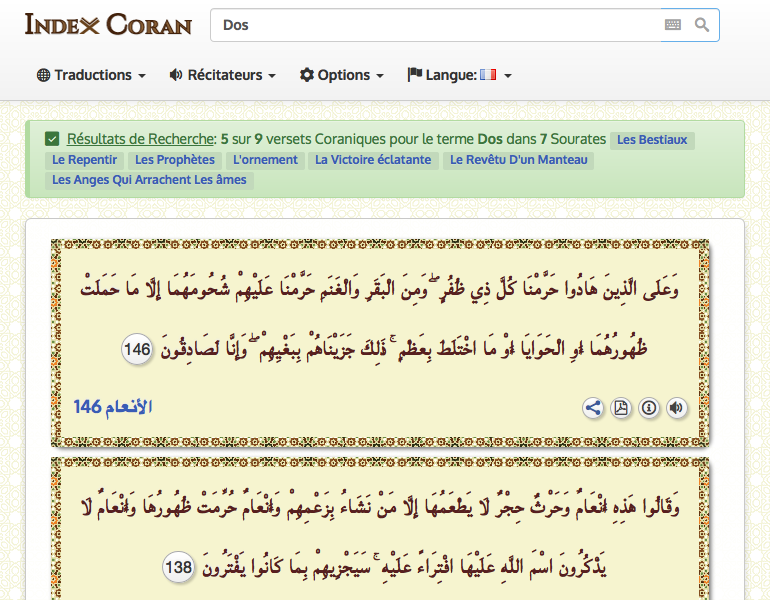 INDEX CORAN
Dos
Traductions
Récitateurs
Options
Langue:
Résultats de Recherche: 5 sur 9 versets Coraniques pour le terme Dos dans 7 Sourates Les Bestiaux
Le Repentir Les Prophètes L'ornement La Victoire éclatante Le Revêtu D'un Manteau
Les Anges Qui Arrachent Les âmes
وَعَلَى الَّذِينَ هَادُوا حَرَّمْنَا كُلَّ ذِي ظُفُرٍ ۖ وَمِنَ الْبَقَرِ وَالْغَنَمِ حَرَّمْنَا عَلَيْهِمْ شُحُومَهُمَا إِلَّا مَا حَمَلَتْ
ظُهُورُهُمَا أَوِ الْحَوَايَا أَوْ مَا اخْتَلَطَ بِعَظْمٍ ۚ ذَٰلِكَ جَزَيْنَاهُمْ بِبَغْيِهِمْ ۖ وَإِنَّا لَصَادِقُونَ 146
الأنعام 146
وَقَالُوا هَٰذِهِ أَنْعَامٌ وَحَرْثٌ حِجْرٌ لَا يَطْعَمُهَا إِلَّا مَنْ نَشَاءُ بِزَعْمِهِمْ وَأَنْعَامٌ حُرِّمَتْ ظُهُورُهَا وَأَنْعَامٌ لَا
يَذْكُرُونَ اسْمَ اللَّهِ عَلَيْهَا افْتِرَاءً عَلَيْهِ ۚ سَيَجْزِيهِمْ بِمَا كَانُوا يَفْتَرُونَ 138